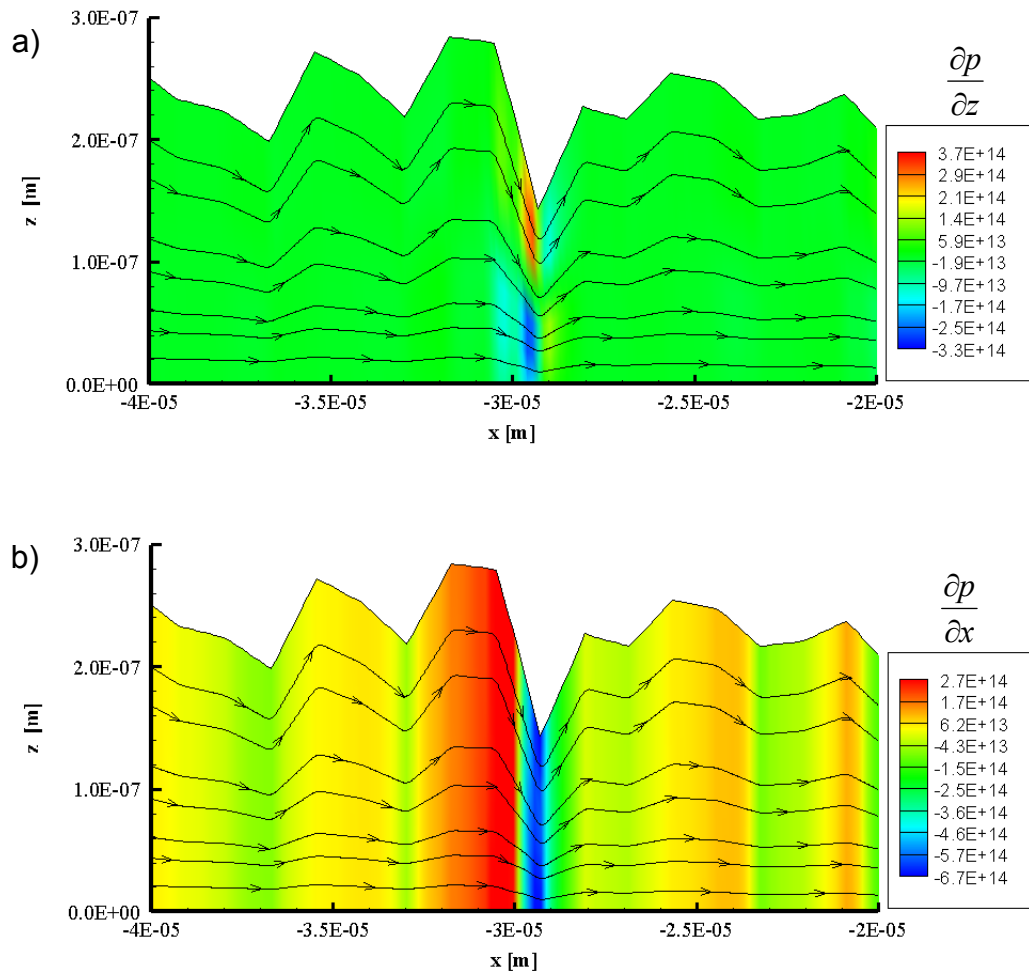 a)
3.0E-07
2.0E-07
1.0E-07
0.0E+00
z [m]
-4E-05 -3.5E-05 -3E-05 -2.5E-05 -2E-05
x [m]
∂p
∂z
3.7E+14
2.9E+14
2.1E+14
1.4E+14
5.9E+13
-1.9E+13
-9.7E+13
-1.7E+14
-2.5E+14
-3.3E+14
b)
3.0E-07
2.0E-07
1.0E-07
0.0E+00
z [m]
-4E-05 -3.5E-05 -3E-05 -2.5E-05 -2E-05
x [m]
∂p
∂x
2.7E+14
1.7E+14
6.2E+13
-4.3E+13
-1.5E+14
-2.5E+14
-3.6E+14
-4.6E+14
-5.7E+14
-6.7E+14